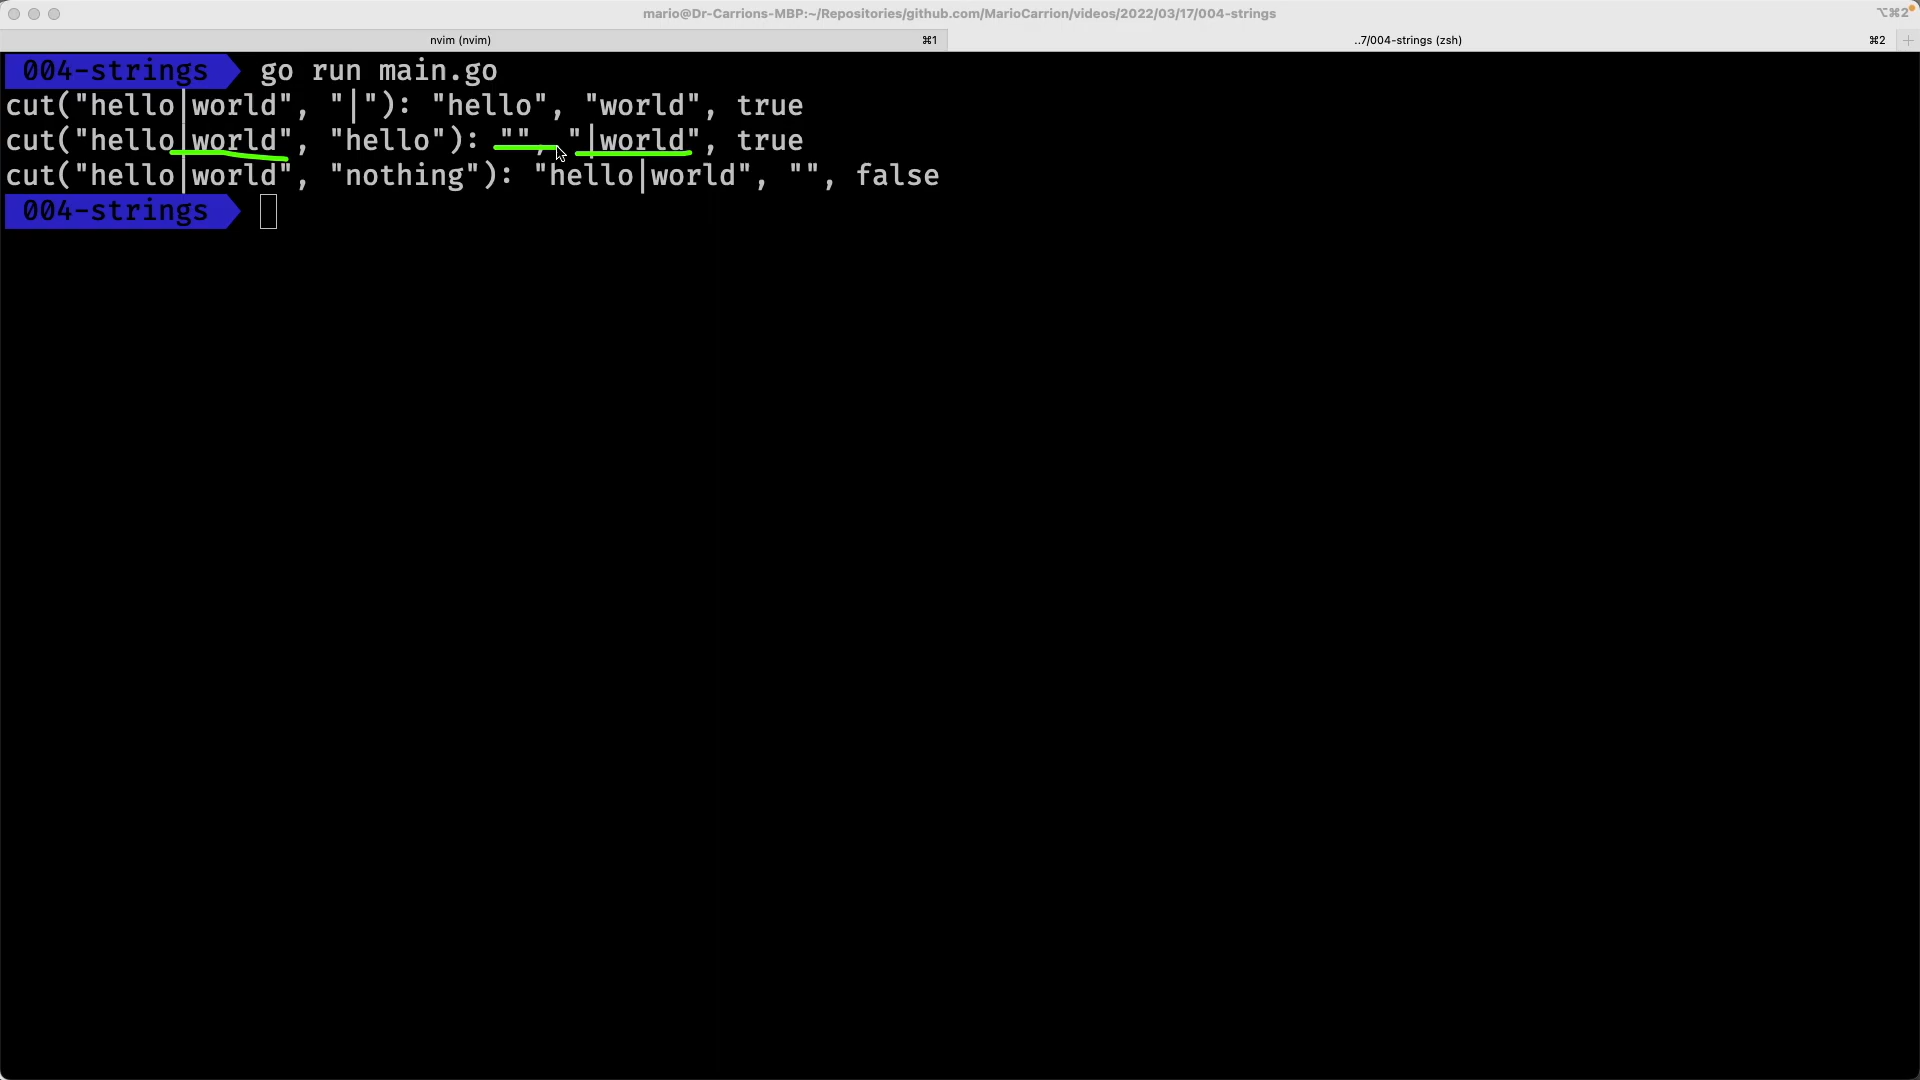 mario@Dr-Carrions-MBP:~/Repositories/github.com/MarioCarrion/videos/2022/03/17/004-strings
⌥⌘2
nvim (nvim) ⌘1 ..7/004-strings (zsh) ⌘2 +
004-strings go run main.go
cut("hello|world", "|"): "hello", "world", true
cut("hello|world", "hello"): "", "|world", true
cut("hello|world", "nothing"): "hello|world", "", false
004-strings